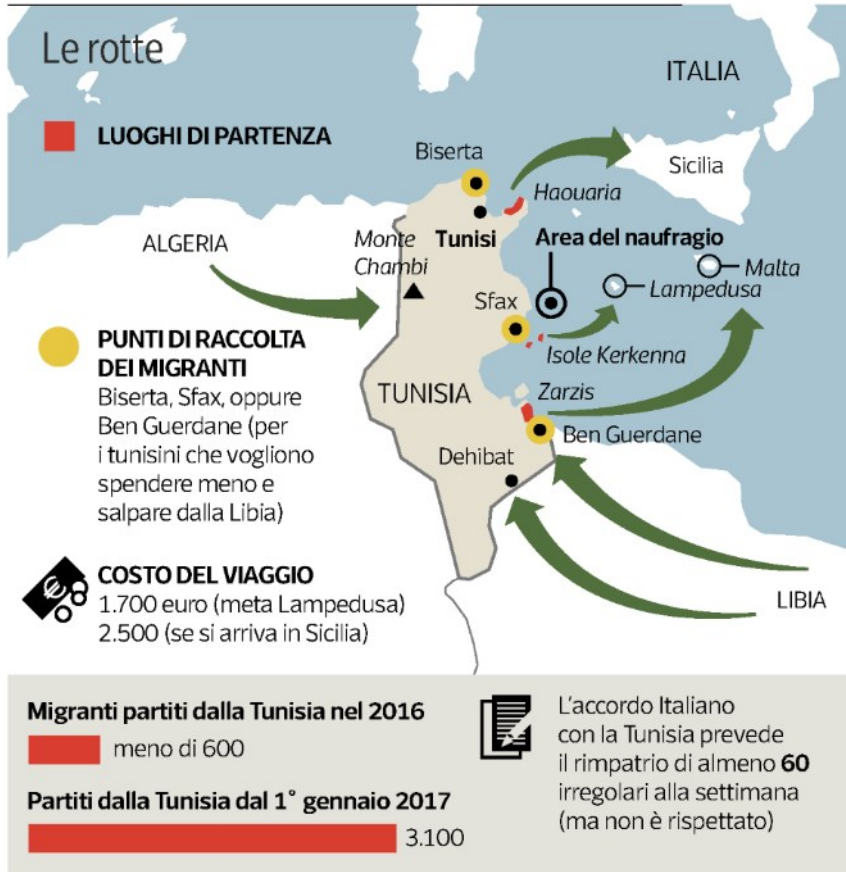 Le rotte
ITALIA
LUOGHI DI PARTENZA
Biserta
Sicilia
Haouaria
ALGERIA
Monte
Chambi
Tunisi
Area del naufragio
Malta
Lampedusa
Sfax
PUNTI DI RACCOLTA
DEI MIGRANTI
Biserta, Sfax, oppure
Ben Guerdane (per
i tunisini che vogliono
spendere meno e
salpare dalla Libia)
Isole Kerkenna
TUNISIA
Zarzis
Ben Guerdane
Dehibat
COSTO DEL VIAGGIO
1.700 euro (meta Lampedusa)
2.500 (se si arriva in Sicilia)
€
LIBIA
Migranti partiti dalla Tunisia nel 2016
meno di 600
Partiti dalla Tunisia dal 1° gennaio 2017
3.100
L'accordo Italiano
con la Tunisia prevede
il rimpatrio di almeno 60
irregolari alla settimana
(ma non è rispettato)